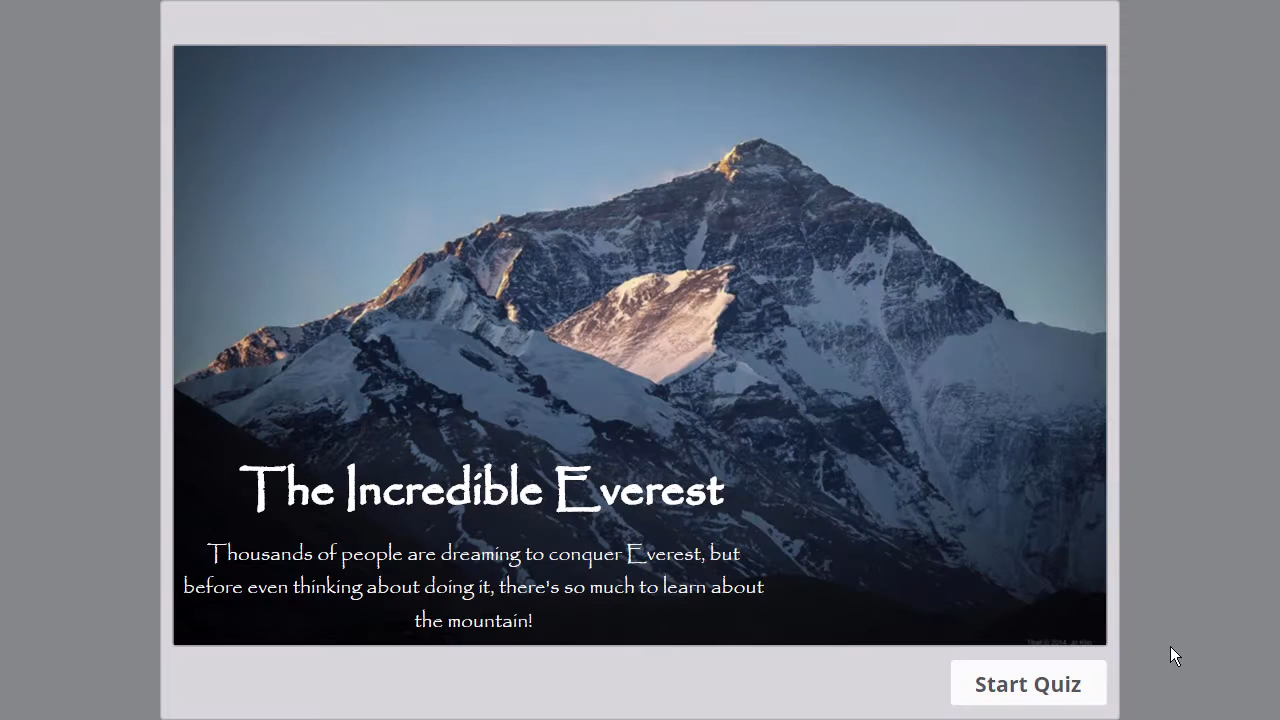 The Incredible Everest
Thousands of people are dreaming to conquer Everest, but
before even thinking about doing it, there's so much to learn about
the mountain!
Start Quiz